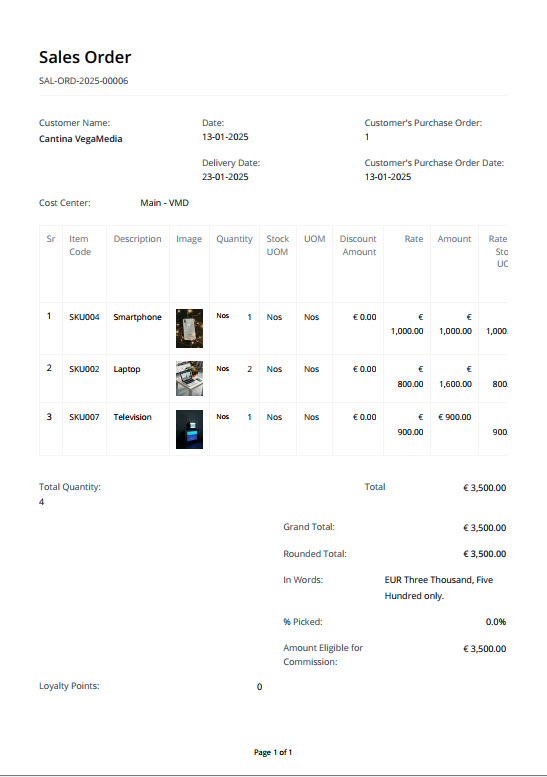 Sales Order
SAL-ORD-2025-00006
Customer Name:
Cantina VegaMedia
Date:
13-01-2025
Customer's Purchase Order:
1
Delivery Date:
23-01-2025
Customer's Purchase Order Date:
13-01-2025
Cost Center: Main - VMD
Sr Item Description Image Quantity Stock UOM Discount Rate Amount Rate
Code UOM Amount Sto
UO
1 SKU004 Smartphone Nos 1 Nos Nos € 0.00 € €
1,000.00 1,000.00 1,000.
2 SKU002 Laptop Nos 2 Nos Nos € 0.00 € €
800.00 1,600.00 800.
3 SKU007 Television Nos 1 Nos Nos € 0.00 € € 900.00
900.00 900.
Total Quantity:
4
Total € 3,500.00
Grand Total: € 3,500.00
Rounded Total: € 3,500.00
In Words: EUR Three Thousand, Five
Hundred only.
% Picked: 0.0%
Amount Eligible for € 3,500.00
Commission:
Loyalty Points: 0
Page 1 of 1